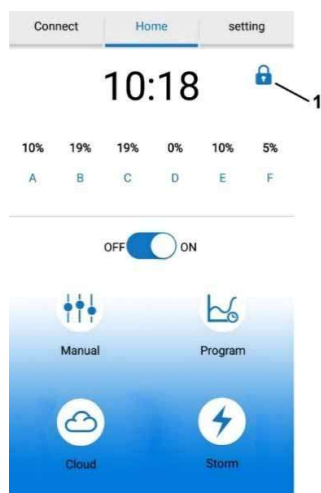 Connect Home setting
10:18
1
10% 19% 19% 0% 10% 5%
A B C D E F
OFF ON
Manual Program
Cloud Storm